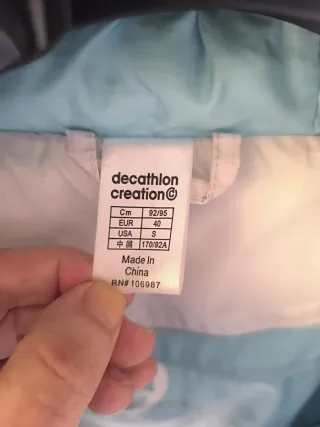 decathlon
creation©
Cm 92/95
EUR 40
USA S
中国 170/92A
Made In
China
RN# 106987